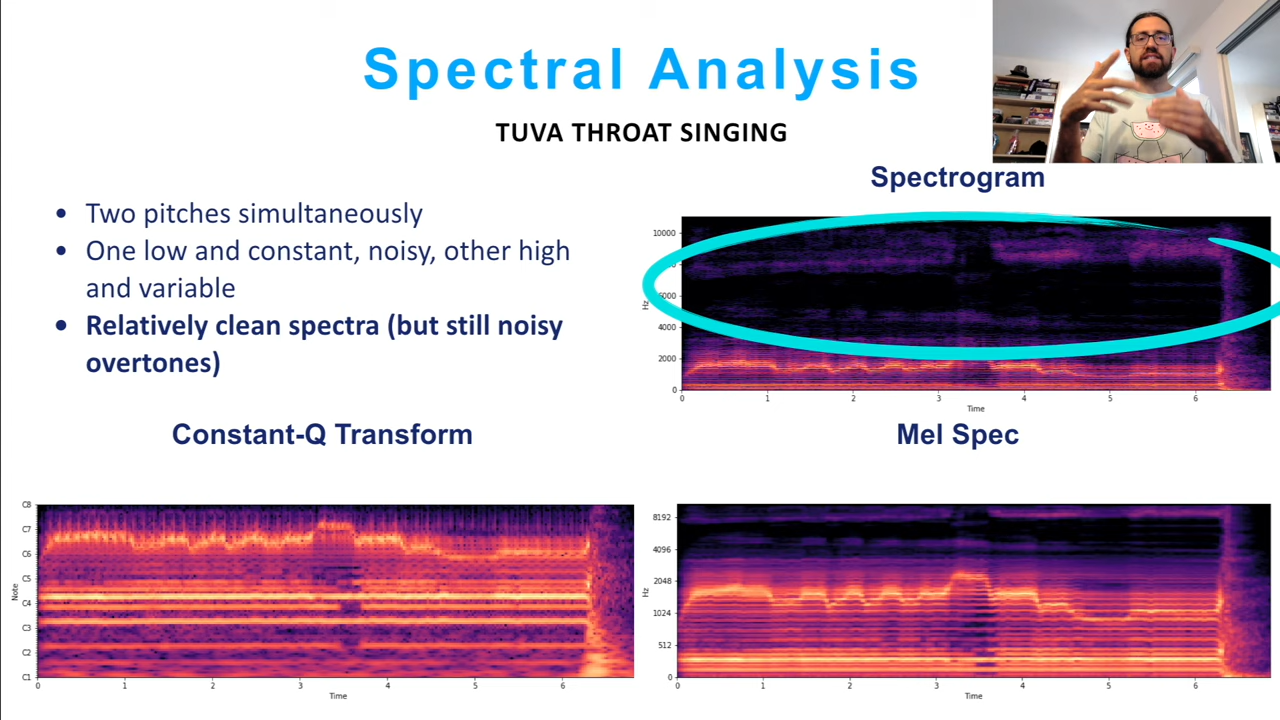 Spectral Analysis
TUVA THROAT SINGING
• Two pitches simultaneously
• One low and constant, noisy, other high
and variable
• Relatively clean spectra (but still noisy
overtones)
Spectrogram
10000
6000
4000
2000
0
Hz
0 1 2 3 4 5 6
Time
Constant-Q Transform
C8
C7
C6
C5
C4
C3
C2
C1
Note
0 1 2 3 4 5 6
Time
Mel Spec
8192
4096
2048
1024
512
0
Hz
0 1 2 3 4 5 6
Time